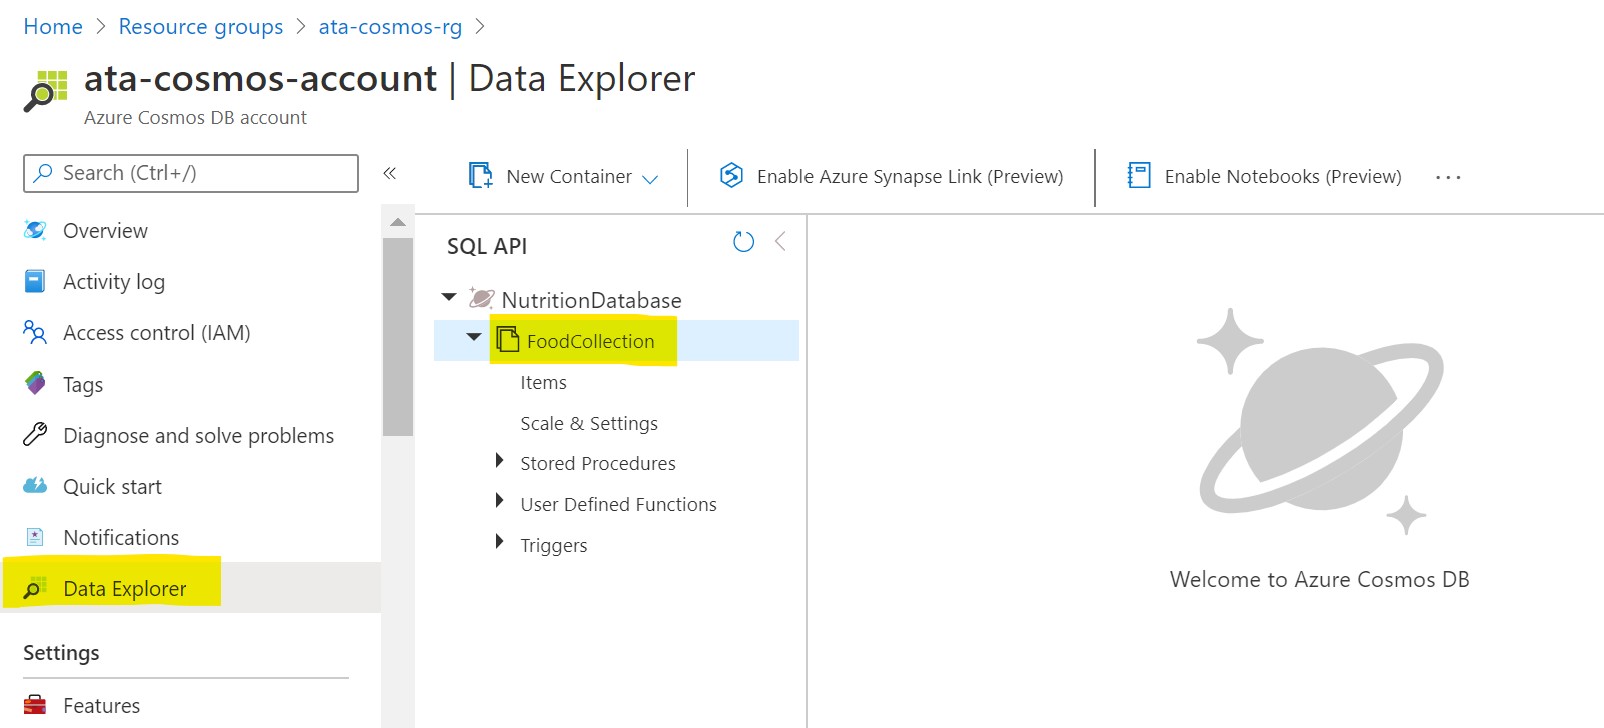 Home > Resource groups > ata-cosmos-rg >
ata-cosmos-account | Data Explorer
Azure Cosmos DB account
Search (Ctrl+/)
«
Overview
Activity log
Access control (IAM)
Tags
Diagnose and solve problems
Quick start
Notifications
Data Explorer
Settings
Features
New Container
Enable Azure Synapse Link (Preview)
Enable Notebooks (Preview)
...
SQL API
NutritionDatabase
FoodCollection
Items
Scale & Settings
Stored Procedures
User Defined Functions
Triggers
Welcome to Azure Cosmos DB